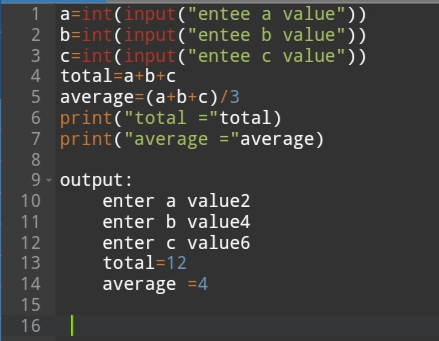 1 a=int(input("entee a value"))
2 b=int(input("entee b value"))
3 c=int(input("entee c value"))
4 total=a+b+c
5 average=(a+b+c)/3
6 print("total ="total)
7 print("average ="average)
8
9 output:
10 enter a value2
11 enter b value4
12 enter c value6
13 total=12
14 average =4
15
16